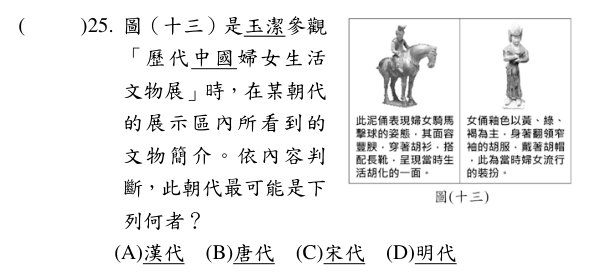 (　　)25. 圖（十三）是玉潔參觀
「歷代中國婦女生活
文物展」時，在某朝代
的展示區內所看到的
文物簡介。依內容判
斷，此朝代最可能是下
列何者？
(A)漢代　(B)唐代　(C)宋代　(D)明代
此泥俑表現婦女騎馬
擊球的姿態，其面容
豐腴，穿著胡衫，搭
配長靴，呈現當時生
活胡化的一面。
女俑釉色以黃、綠、
褐為主，身著翻領窄
袖的胡服，戴著胡帽
，此為當時婦女流行
的裝扮。
圖(十三)